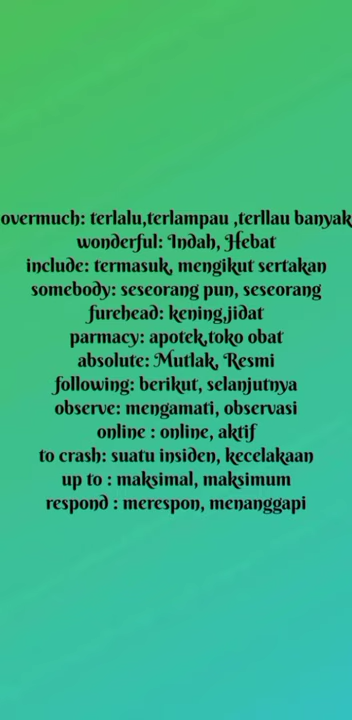 overmuch: terlalu,terlampau ,terllau banyak
wonderful: Indah, Hebat
include: termasuk, mengikut sertakan
somebody: seseorang pun, seseorang
furehead: kening,jidat
parmacy: apotek,toko obat
absolute: Mutlak, Resmi
following: berikut, selanjutnya
observe: mengamati, observasi
online : online, aktif
to crash: suatu insiden, kecelakaan
up to : maksimal, maksimum
respond : merespon, menanggapi